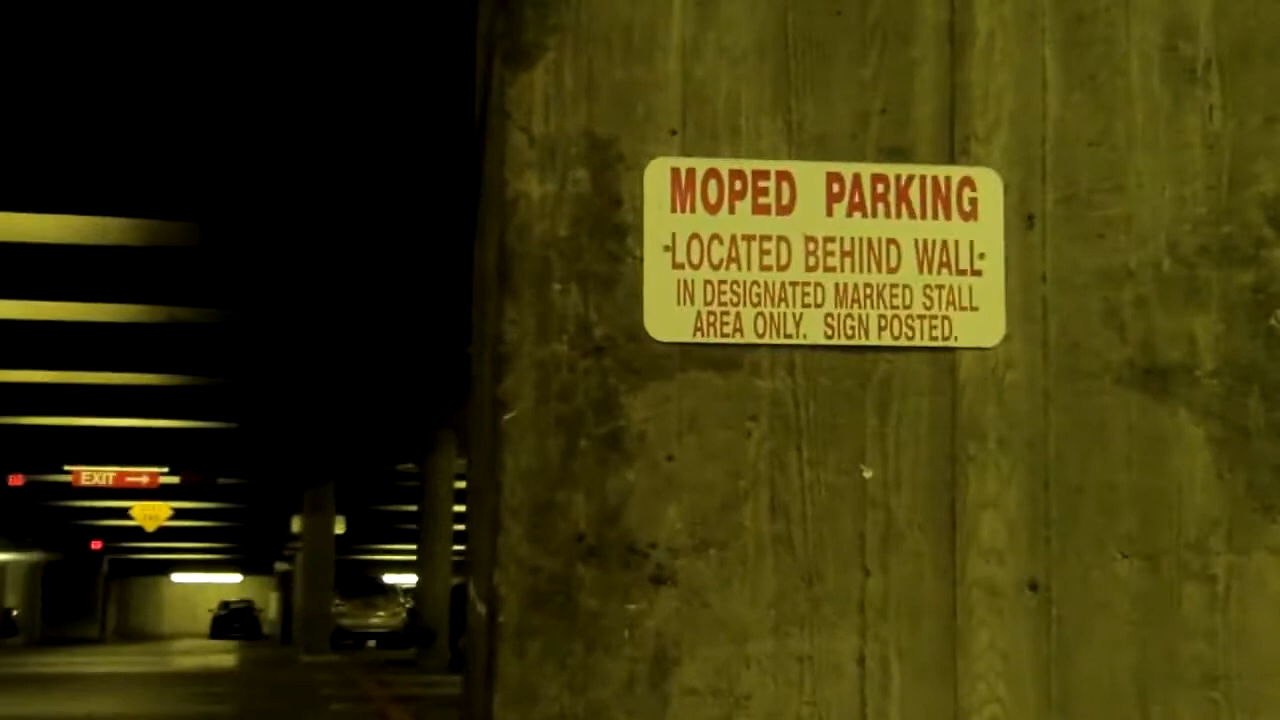 MOPED PARKING
-LOCATED BEHIND WALL-
IN DESIGNATED MARKED STALL
AREA ONLY. SIGN POSTED.
EXIT →